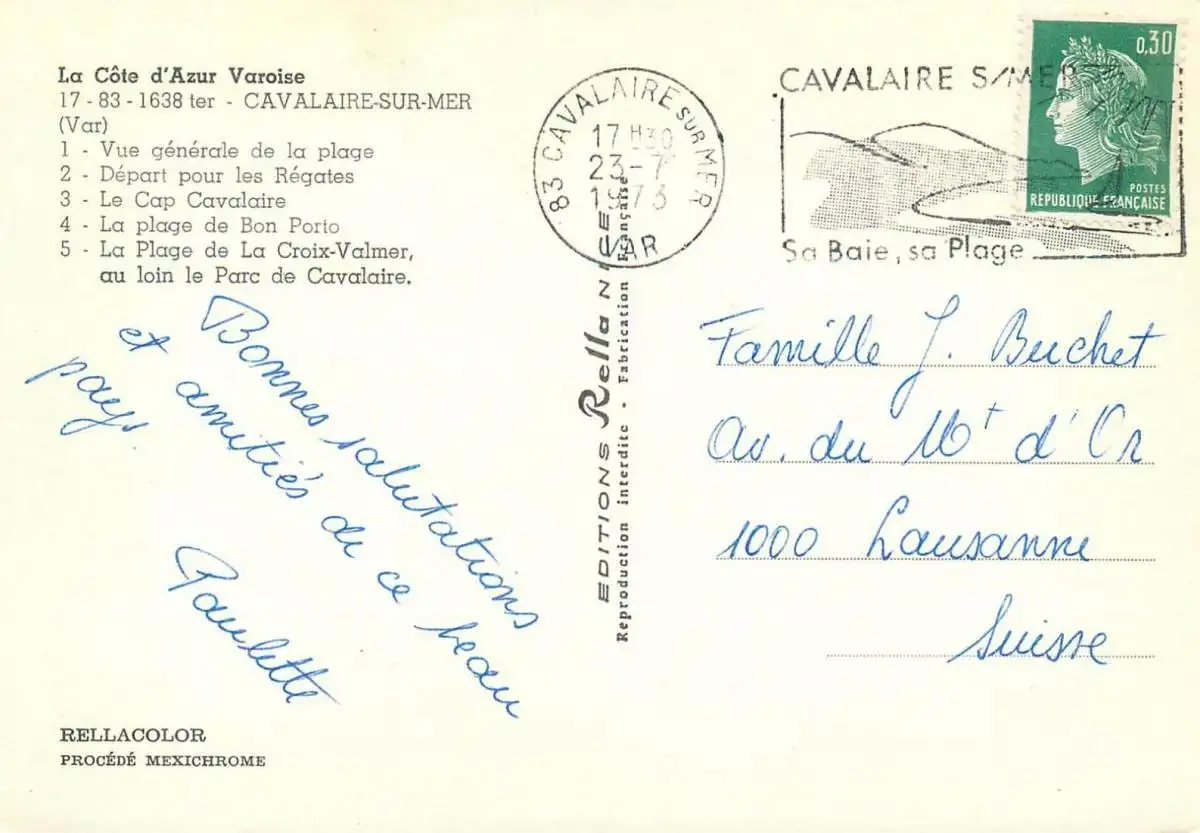 La Côte d'Azur Varoise
17 - 83 - 1638 ter - CAVALAIRE-SUR-MER
(Var)
1 - Vue générale de la plage
2 - Départ pour les Régates
3 - Le Cap Cavalaire
4 - La plage de Bon Porto
5 - La Plage de La Croix-Valmer,
au loin le Parc de Cavalaire.
Bonnes salutations
et amitiés de ce beau
pays.
Paulette
RELLACOLOR
PROCÉDÉ MEXICHROME
EDITIONS Rella NICE
Reproduction interdite - Fabrication Française
83 CAVALAIRE SUR MER
17 H30
23-7
1973
VAR
CAVALAIRE S/MER
Sa Baie, sa Plage
0,30
POSTES
REPUBLIQUE FRANÇAISE
Famille J. Buchet
Av. du Mt d'Or
1000 Lausanne
Suisse